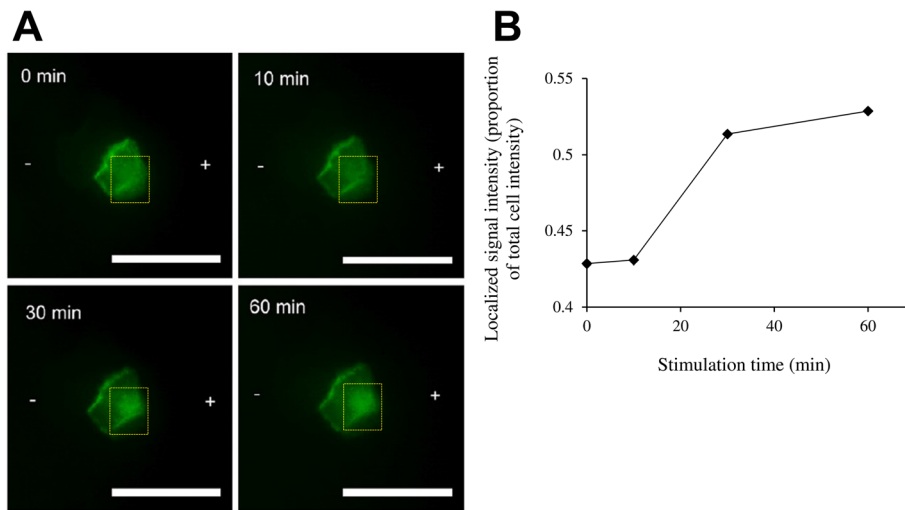 A
0 min
-
+
10 min
-
+
30 min
-
+
60 min
-
+
B
Localized signal intensity (proportion
of total cell intensity)
0.55
0.5
0.45
0.4
0
20
40
60
Stimulation time (min)